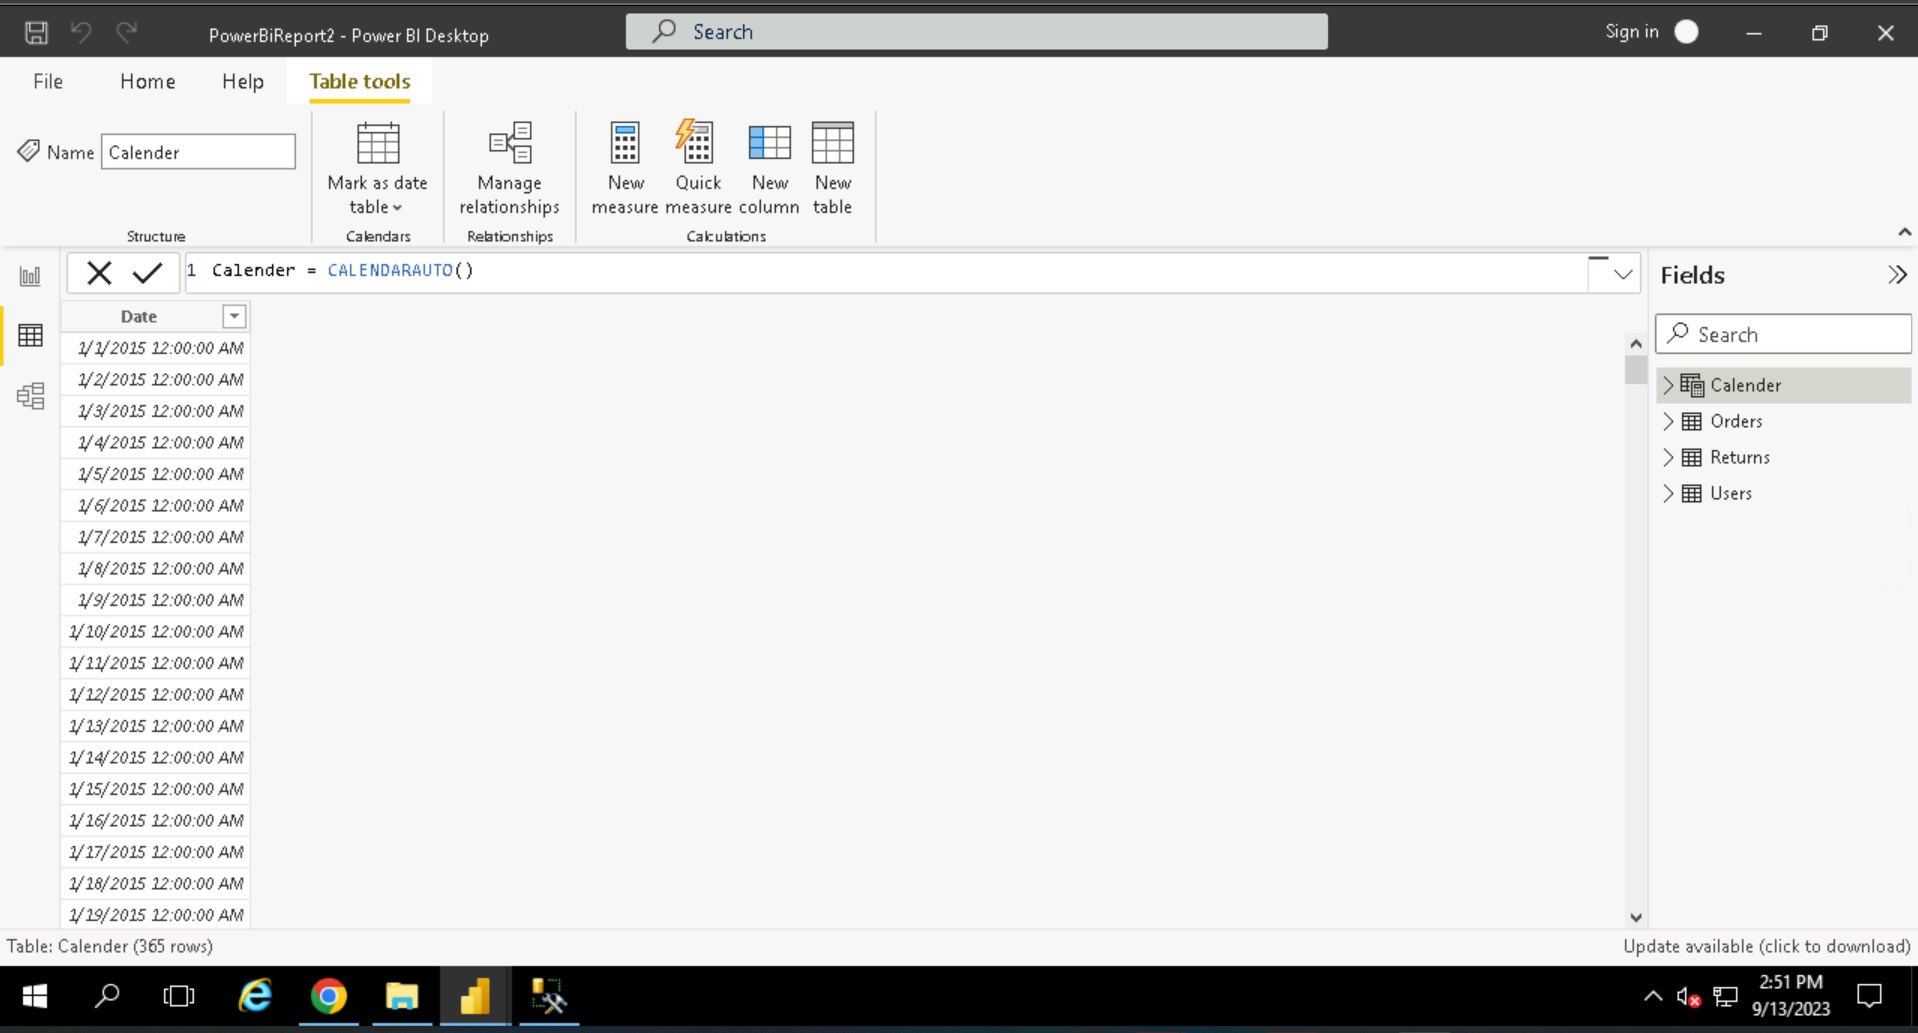 PowerBiReport2 - Power BI Desktop
Search
Sign in
File Home Help Table tools
Name Calender
Mark as date table
Manage relationships
New measure
Quick measure
New column
New table
Structure
Calendars
Relationships
Calculations
1 Calender = CALENDARAUTO()
Fields
Search
Calender
Orders
Returns
Users
Date
1/1/2015 12:00:00 AM
1/2/2015 12:00:00 AM
1/3/2015 12:00:00 AM
1/4/2015 12:00:00 AM
1/5/2015 12:00:00 AM
1/6/2015 12:00:00 AM
1/7/2015 12:00:00 AM
1/8/2015 12:00:00 AM
1/9/2015 12:00:00 AM
1/10/2015 12:00:00 AM
1/11/2015 12:00:00 AM
1/12/2015 12:00:00 AM
1/13/2015 12:00:00 AM
1/14/2015 12:00:00 AM
1/15/2015 12:00:00 AM
1/16/2015 12:00:00 AM
1/17/2015 12:00:00 AM
1/18/2015 12:00:00 AM
1/19/2015 12:00:00 AM
Table: Calender (365 rows)
Update available (click to download)
2:51 PM
9/13/2023